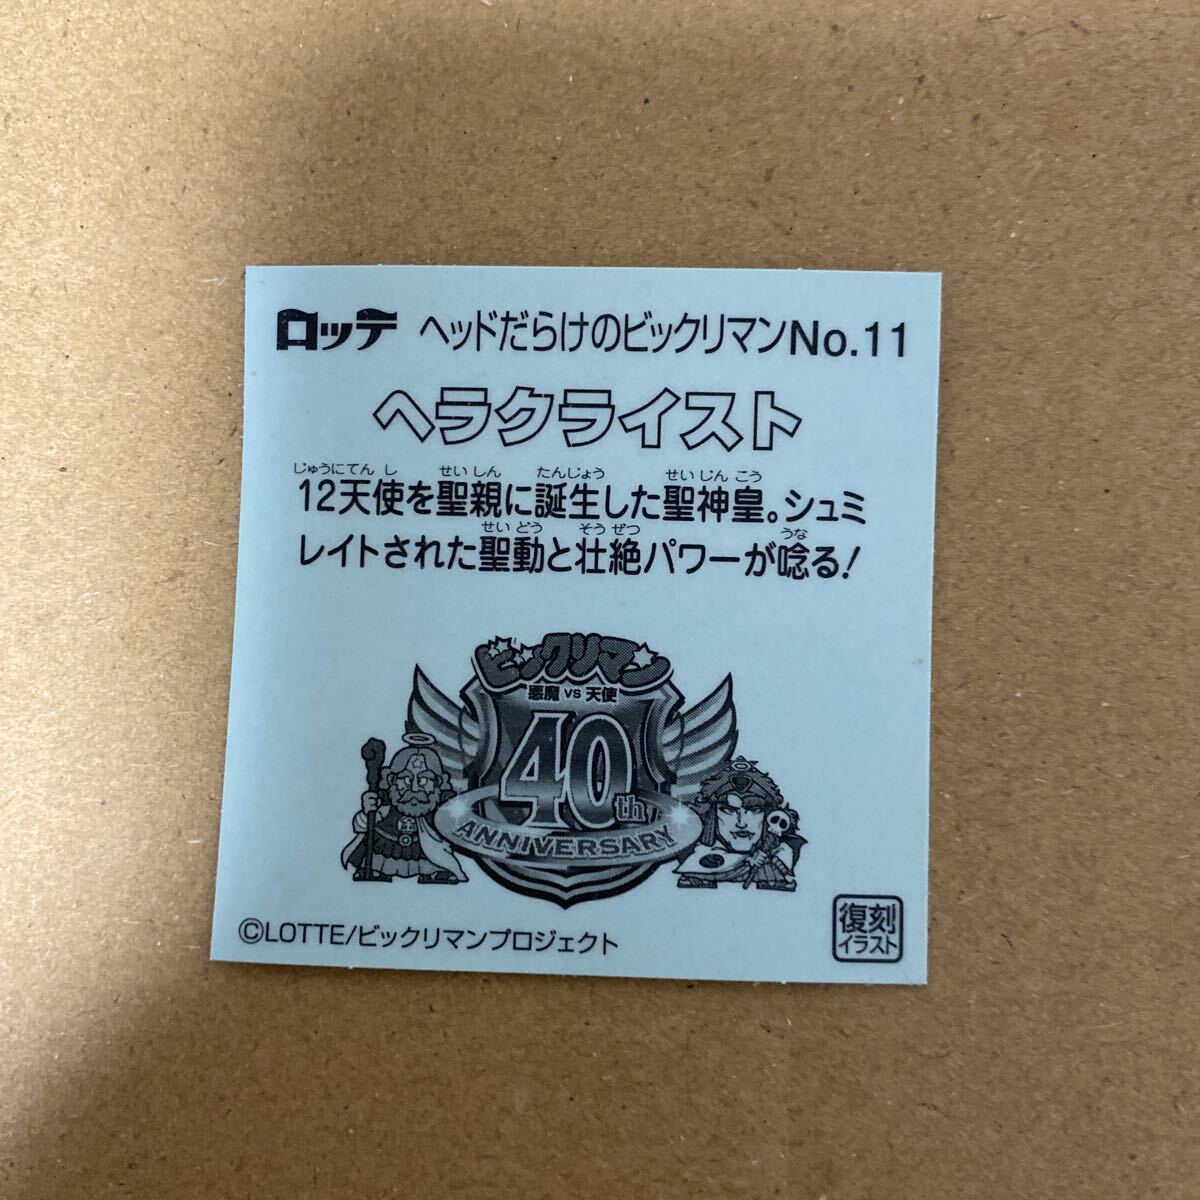 ロッテ ヘッドだらけのビックリマンNo.11
ヘラクライスト
じゅうにてんし せいしん たんじょう せいじんこう
12天使を聖親に誕生した聖神皇。シュミ
せいどう そうぜつ うな
レイトされた聖動と壮絶パワーが唸る!
ビックリマン
悪魔 VS 天使
40th
ANNIVERSARY
©LOTTE/ビックリマンプロジェクト
復刻
イラスト